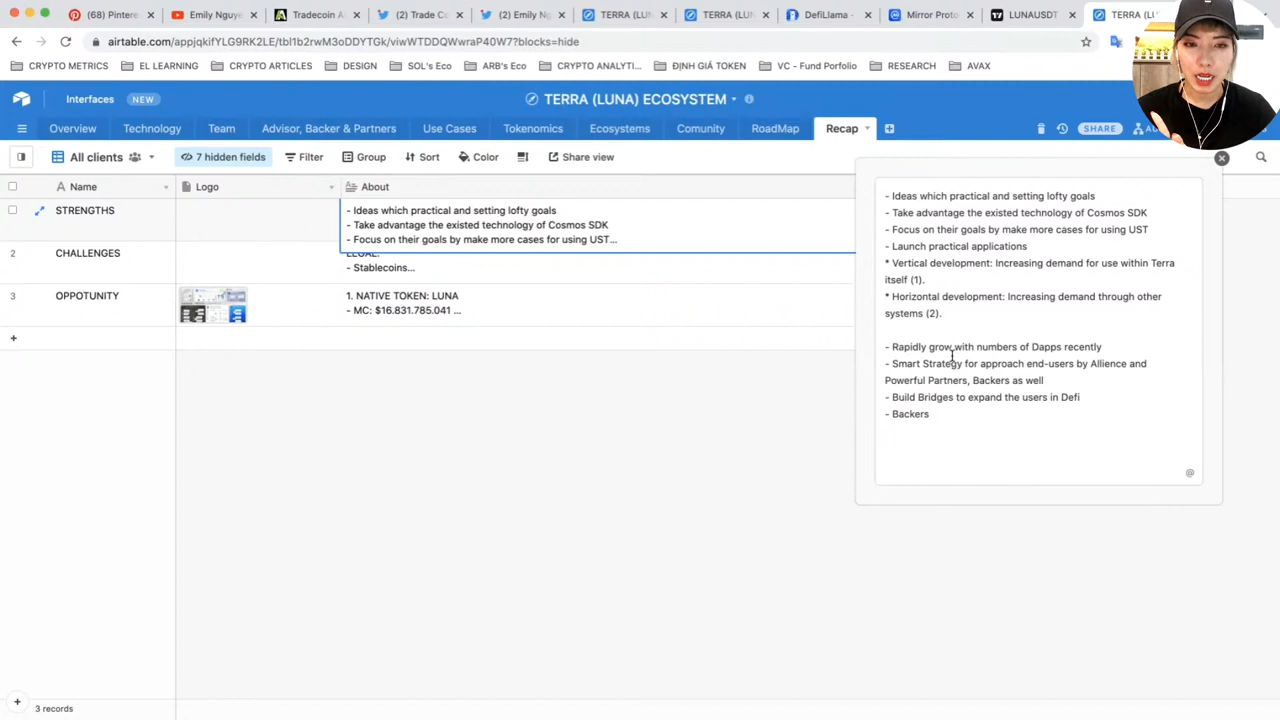 (68) Pinteres
Emily Nguye
Tradecoin A
(2) Trade C
(2) Emily Ng
TERRA (LUN
TERRA (LUN
DefiLlama -
Mirror Proto
LUNAUSDT
TERRA (LU
airtable.com/appjqkifYLG9RK2LE/tbl1b2rwM3oDDYTGk/viwWTDDQWwraP40W7?blocks=hide
CRYPTO METRICS
EL LEARNING
CRYPTO ARTICLES
DESIGN
SOL's Eco
ARB's Eco
CRYPTO ANALYTI...
ĐỊNH GIÁ TOKEN
VC - Fund Porfolio
RESEARCH
AVAX
Interfaces
NEW
TERRA (LUNA) ECOSYSTEM
Overview
Technology
Team
Advisor, Backer & Partners
Use Cases
Tokenomics
Ecosystems
Comunity
RoadMap
Recap
SHARE
All clients
7 hidden fields
Filter
Group
Sort
Color
Share view
Name
Logo
About
STRENGTHS
- Ideas which practical and setting lofty goals
- Take advantage the existed technology of Cosmos SDK
- Focus on their goals by make more cases for using UST...
2
CHALLENGES
LEGAL:
- Stablecoins...
3
OPPOTUNITY
1. NATIVE TOKEN: LUNA
- MC: $16.831.785.041 ...
- Ideas which practical and setting lofty goals
- Take advantage the existed technology of Cosmos SDK
- Focus on their goals by make more cases for using UST
- Launch practical applications
* Vertical development: Increasing demand for use within Terra
itself (1).
* Horizontal development: Increasing demand through other
systems (2).
- Rapidly grow with numbers of Dapps recently
- Smart Strategy for approach end-users by Allience and
Powerful Partners, Backers as well
- Build Bridges to expand the users in Defi
- Backers
@
3 records